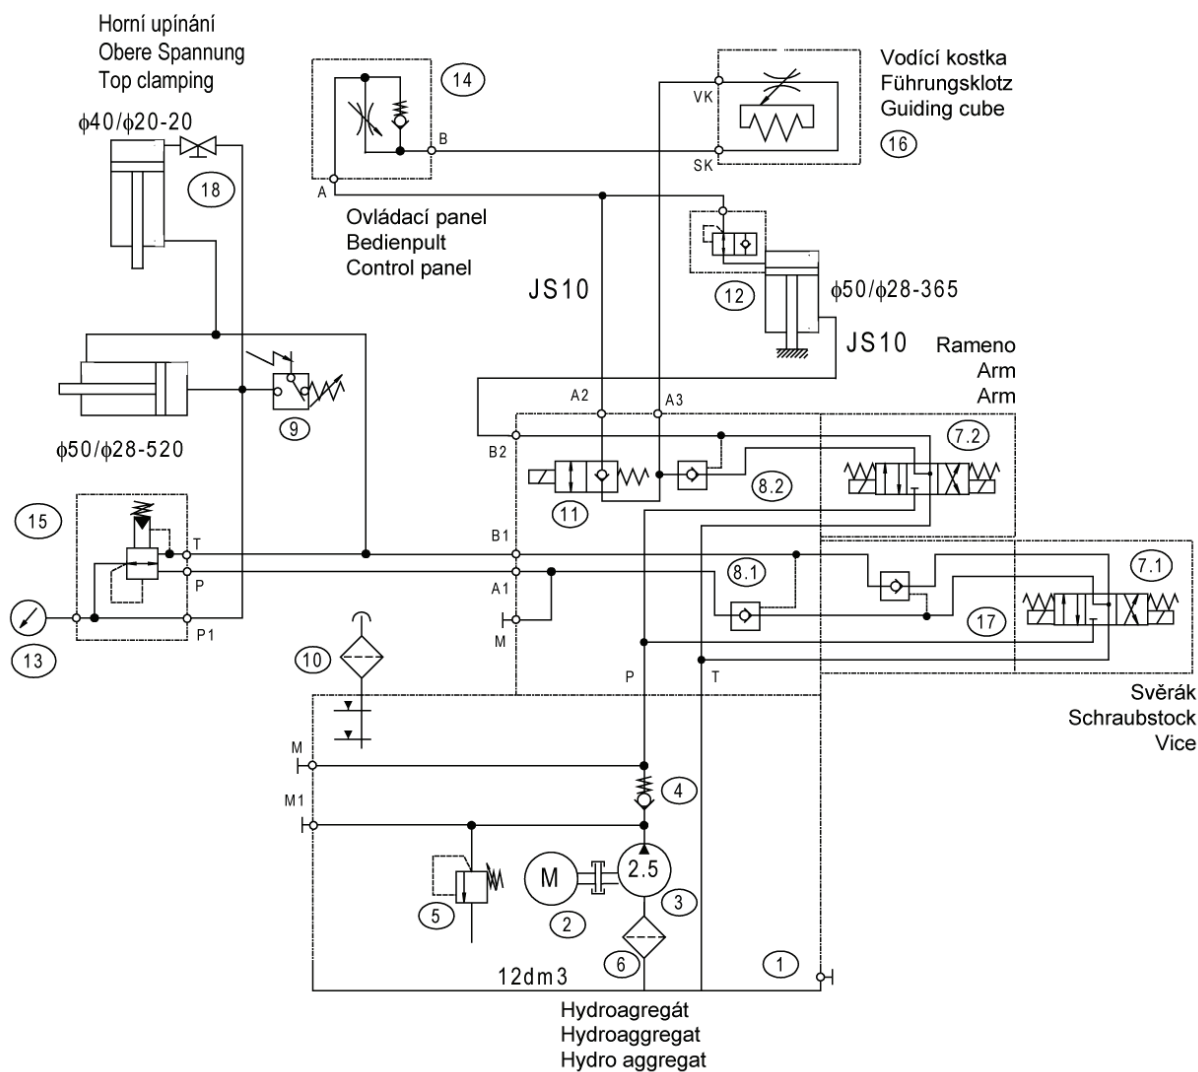 Horní upínání
Obere Spannung
Top clamping
ϕ40/ϕ20-20
18
14
B
A
Ovládací panel
Bedienpult
Control panel
VK
SK
Vodící kostka
Führungsklotz
Guiding cube
16
JS10
12
ϕ50/ϕ28-365
JS10
Rameno
Arm
Arm
9
ϕ50/ϕ28-520
A2
A3
B2
7.2
8.2
11
15
T
P
P1
13
B1
A1
M
8.1
7.1
17
P
T
Svěrák
Schraubstock
Vice
10
M
M1
4
M
2.5
5
2
3
6
1
12dm3
Hydroagregát
Hydroaggregat
Hydro aggregat